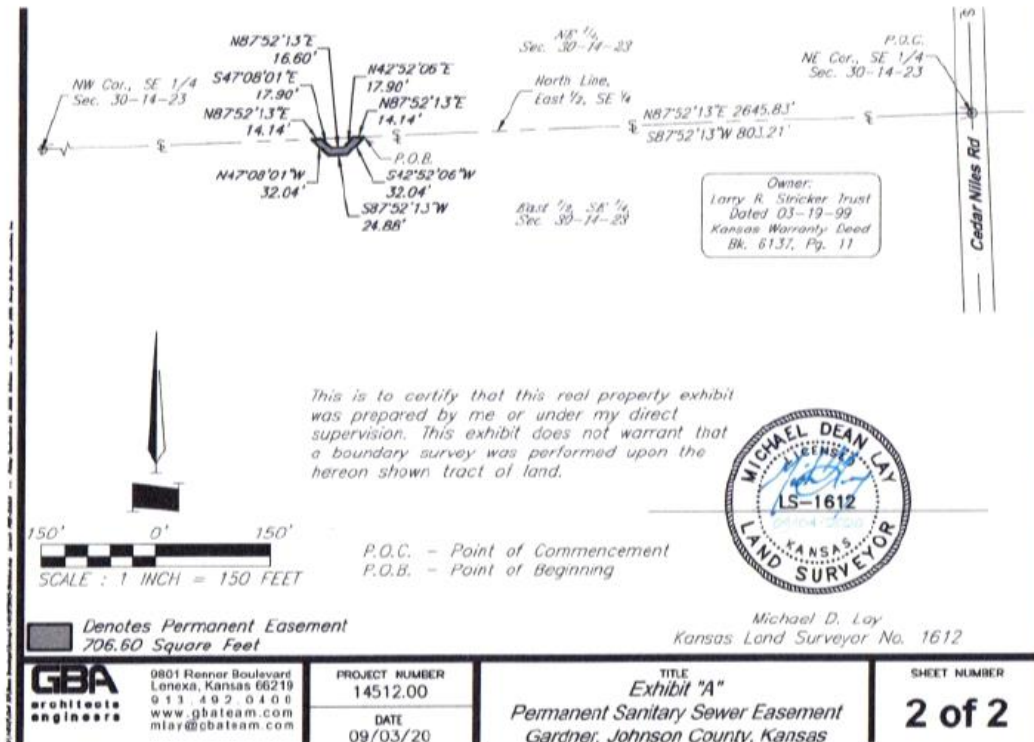 N87°52'13"E
16.60'
S47°08'01"E
17.90'
N42°52'06"E
17.90'
N87°52'13"E
14.14'
N87°52'13"E
14.14'
NW Cor., SE 1/4
Sec. 30-14-23
NE 1/4
Sec. 30-14-23
North Line,
East 1/2, SE 1/4
P.O.C.
NE Cor., SE 1/4
Sec. 30-14-23
N87°52'13"E 2645.83'
S87°52'13"W 803.21'
P.O.B.
N47°08'01"W
32.04'
S42°52'06"W
32.04'
S87°52'13"W
24.88'
East 1/2, SE 1/4
Sec 30-14-23
Owner:
Larry R. Stricker Trust
Dated 03-19-99
Kansas Warranty Deed
Bk. 6137, Pg. 11
Cedar Niles Rd
This is to certify that this real property exhibit
was prepared by me or under my direct
supervision. This exhibit does not warrant that
a boundary survey was performed upon the
hereon shown tract of land.
MICHAEL DEAN LAY
LICENSED
LS-1612
KANSAS
LAND SURVEYOR
150' 0' 150'
SCALE : 1 INCH = 150 FEET
P.O.C. - Point of Commencement
P.O.B. - Point of Beginning
Michael D. Lay
Kansas Land Surveyor No. 1612
Denotes Permanent Easement
706.60 Square Feet
GBA
architects
engineers
9801 Renner Boulevard
Lenexa, Kansas 66219
913.492.0400
www.gbateam.com
mlay@gbateam.com
PROJECT NUMBER
14512.00
DATE
09/03/20
TITLE
Exhibit "A"
Permanent Sanitary Sewer Easement
Gardner, Johnson County, Kansas
SHEET NUMBER
2 of 2